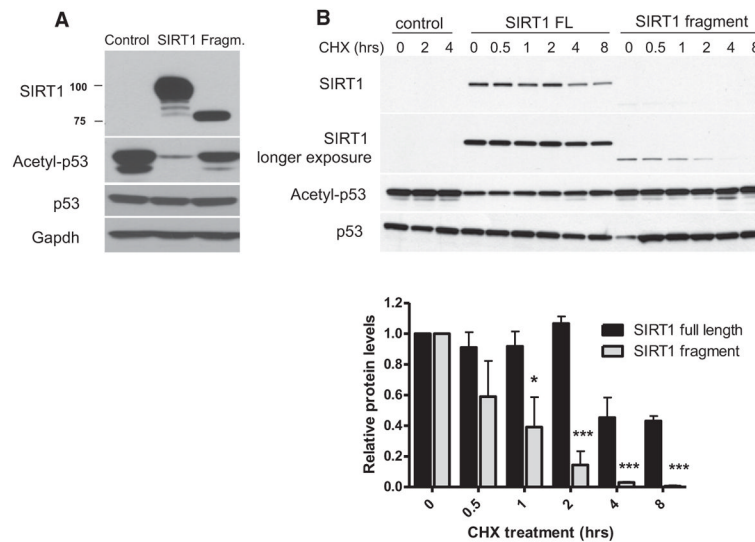 A
Control SIRT1 Fragm.
SIRT1
100
75
Acetyl-p53
p53
Gapdh
B
control SIRT1 FL SIRT1 fragment
CHX (hrs) 0 2 4 0 0.5 1 2 4 8 0 0.5 1 2 4 8
SIRT1
SIRT1
longer exposure
Acetyl-p53
p53
Relative protein levels
1.2
1.0
0.8
0.6
0.4
0.2
0.0
SIRT1 full length
SIRT1 fragment
* *** *** ***
0 0.5 1 2 4 8
CHX treatment (hrs)